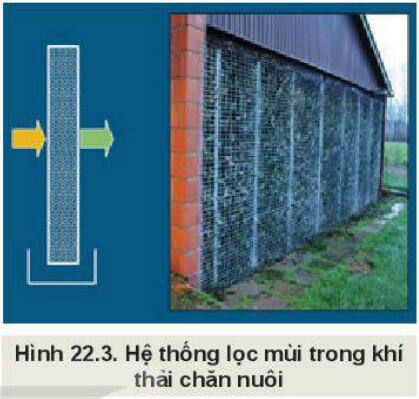 Hình 22.3. Hệ thống lọc mùi trong khí
thải chăn nuôi